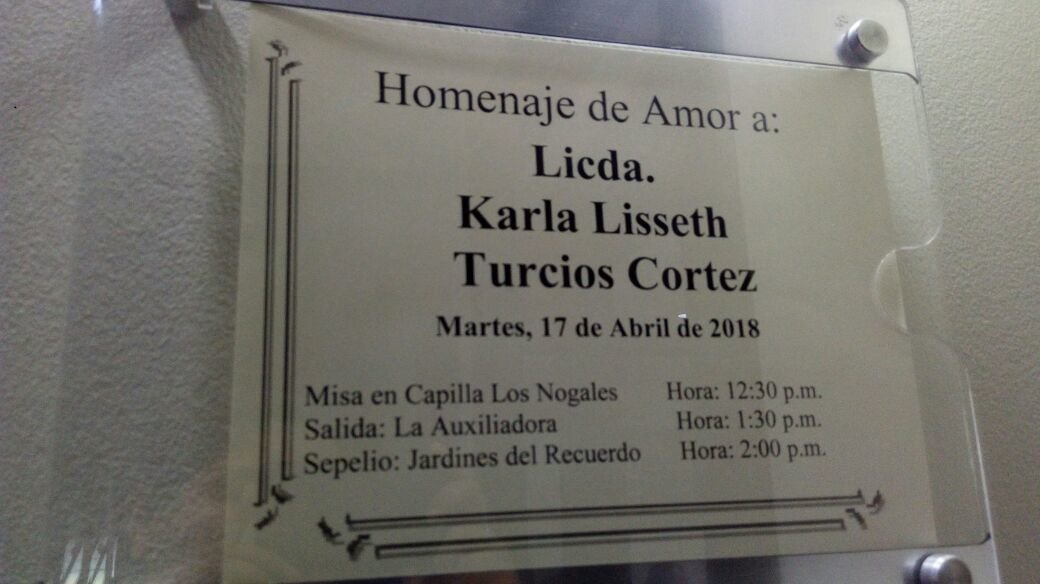 Homenaje de Amor a:
Licda.
Karla Lisseth
Turcios Cortez
Martes, 17 de Abril de 2018
Misa en Capilla Los Nogales Hora: 12:30 p.m.
Salida: La Auxiliadora Hora: 1:30 p.m.
Sepelio: Jardines del Recuerdo Hora: 2:00 p.m.